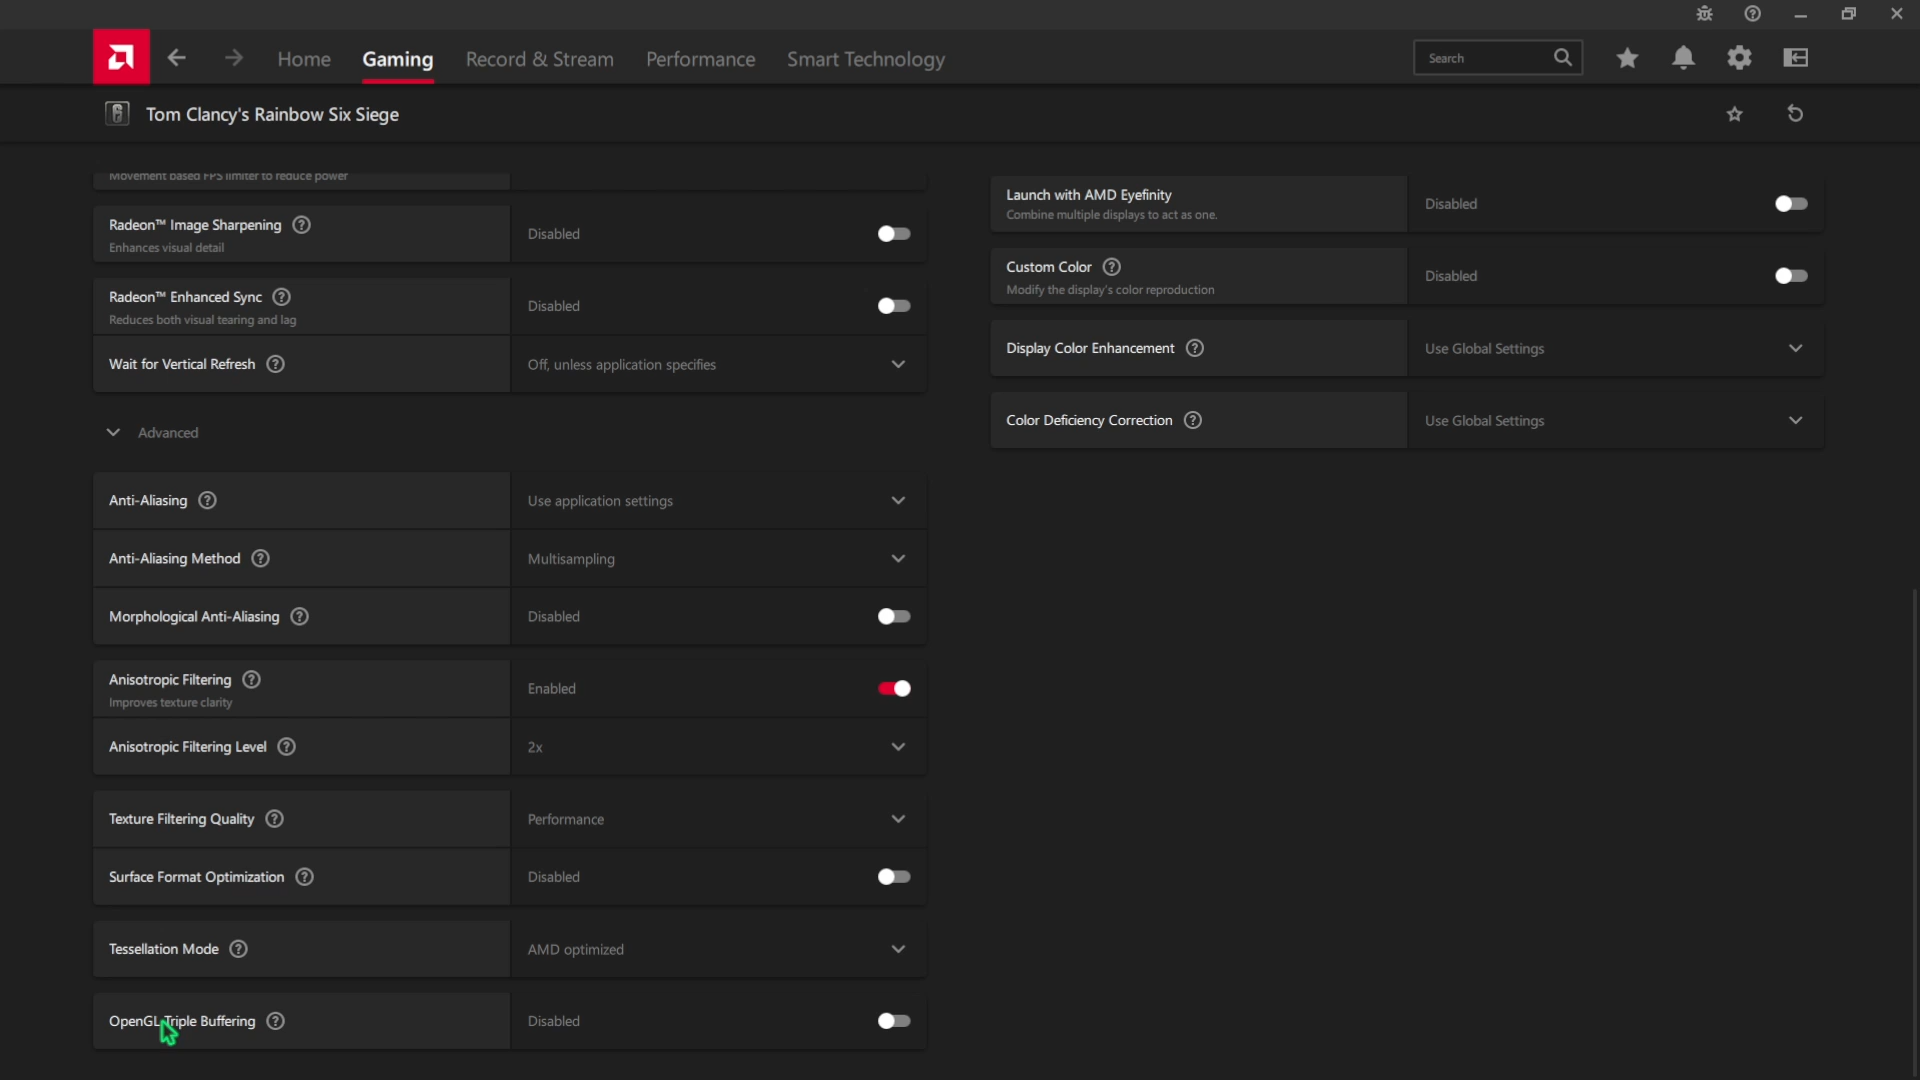 Home
Gaming
Record & Stream
Performance
Smart Technology
Search
Tom Clancy's Rainbow Six Siege
Movement based FPS limiter to reduce power
Radeon™ Image Sharpening
Enhances visual detail
Disabled
Radeon™ Enhanced Sync
Reduces both visual tearing and lag
Disabled
Wait for Vertical Refresh
Off, unless application specifies
Advanced
Anti-Aliasing
Use application settings
Anti-Aliasing Method
Multisampling
Morphological Anti-Aliasing
Disabled
Anisotropic Filtering
Improves texture clarity
Enabled
Anisotropic Filtering Level
2x
Texture Filtering Quality
Performance
Surface Format Optimization
Disabled
Tessellation Mode
AMD optimized
OpenGL Triple Buffering
Disabled
Launch with AMD Eyefinity
Combine multiple displays to act as one.
Disabled
Custom Color
Modify the display's color reproduction
Disabled
Display Color Enhancement
Use Global Settings
Color Deficiency Correction
Use Global Settings